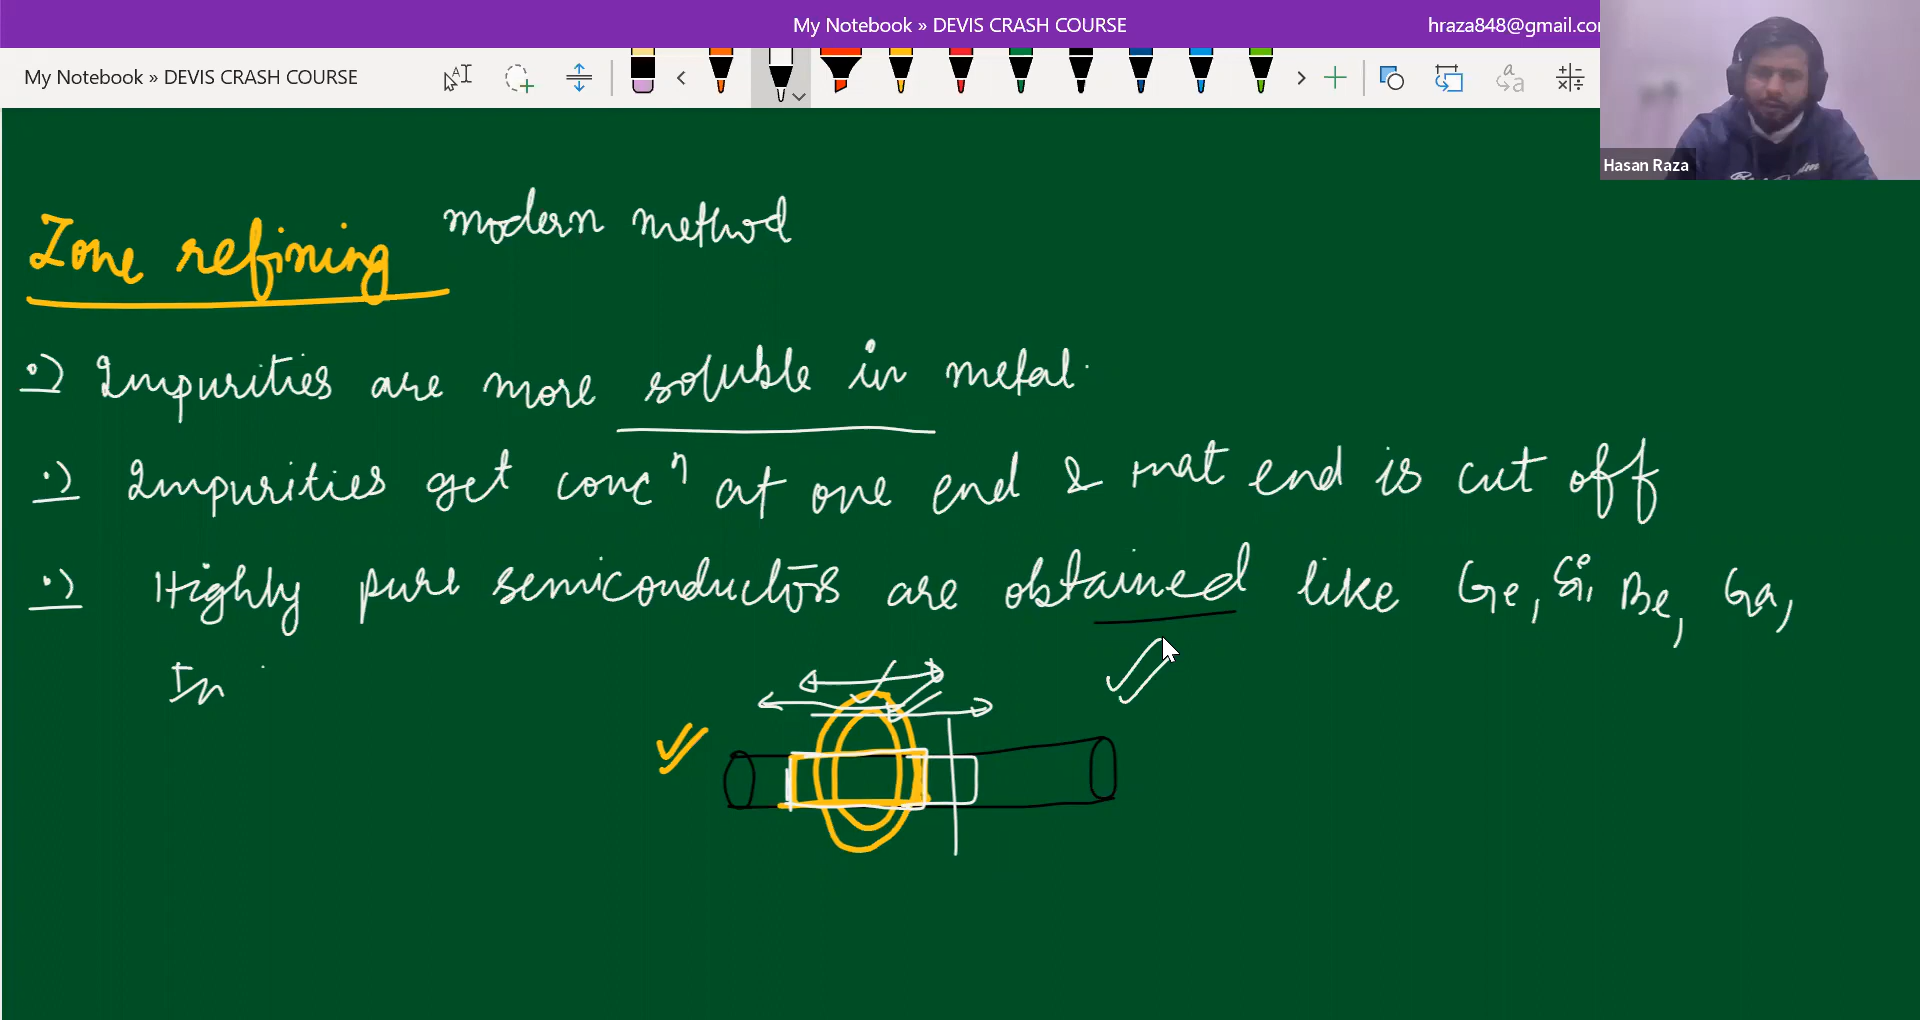 My Notebook » DEVIS CRASH COURSE
hraza848@gmail.co
My Notebook » DEVIS CRASH COURSE
Hasan Raza
Zone refining modern method
Impurities are more soluble in metal.
Impurities get concn at one end & that end is cut off
Highly pure semiconductors are obtained like Ge, Si, Be, Ga,
In